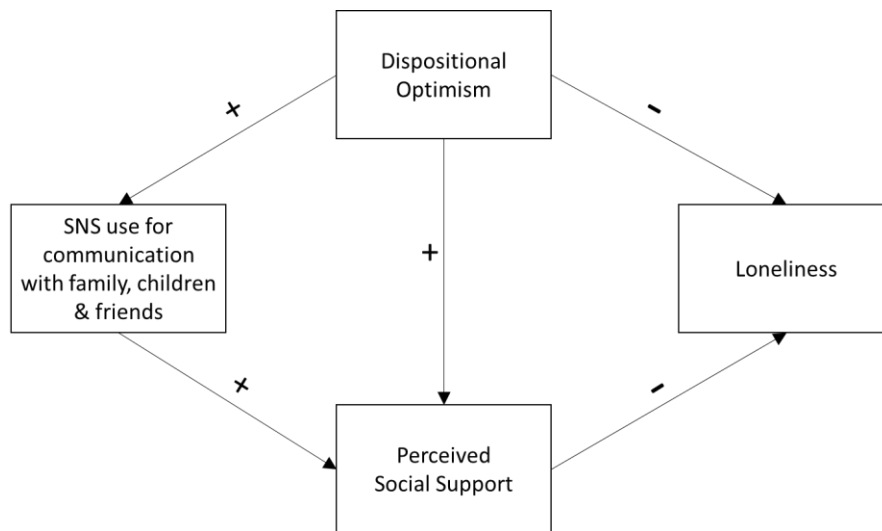 Dispositional
Optimism
+
-
SNS use for
communication
with family, children
& friends
+
Loneliness
+
-
Perceived
Social Support